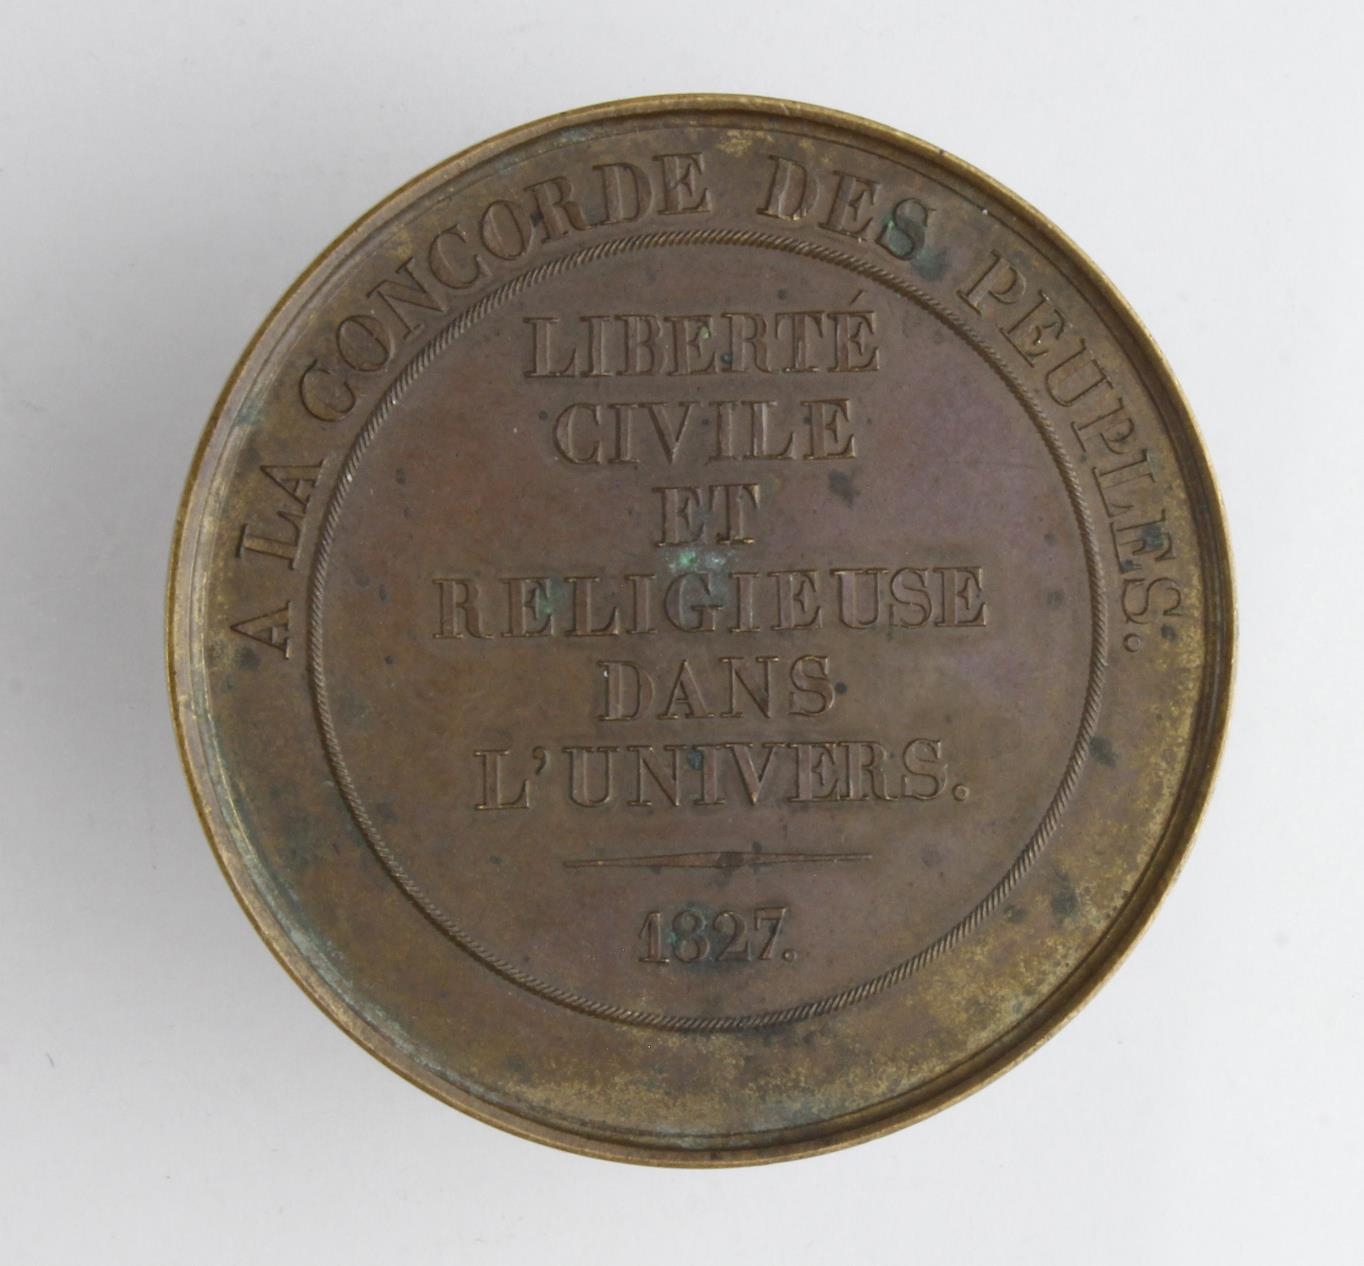 A LA CONCORDE DES PEUPLES.
LIBERTÉ
CIVILE
ET
RELIGIEUSE
DANS
L'UNIVERS.
1827.